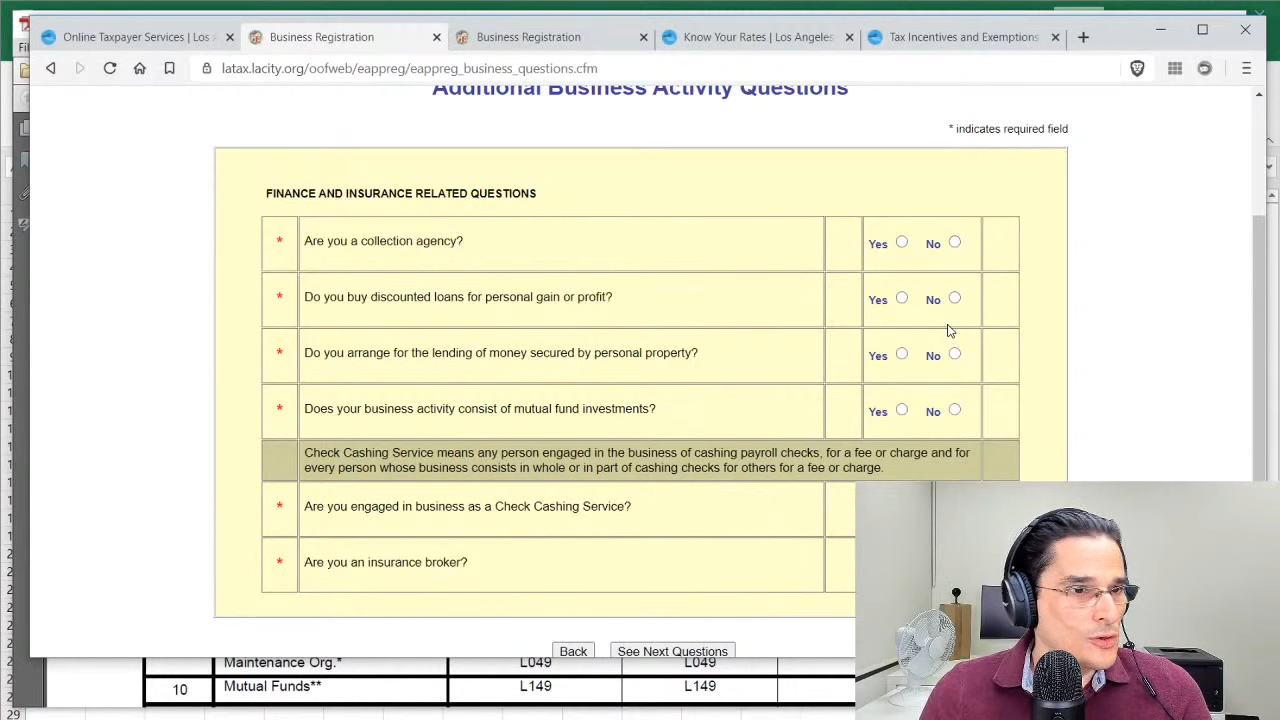 Online Taxpayer Services | Los A
Business Registration
Business Registration
Know Your Rates | Los Angeles
Tax Incentives and Exemptions
latax.lacity.org/oofweb/eappreg/eappreg_business_questions.cfm
Additional Business Activity Questions
* indicates required field
FINANCE AND INSURANCE RELATED QUESTIONS
* Are you a collection agency? Yes No
* Do you buy discounted loans for personal gain or profit? Yes No
* Do you arrange for the lending of money secured by personal property? Yes No
* Does your business activity consist of mutual fund investments? Yes No
Check Cashing Service means any person engaged in the business of cashing payroll checks, for a fee or charge and for
every person whose business consists in whole or in part of cashing checks for others for a fee or charge.
* Are you engaged in business as a Check Cashing Service?
* Are you an insurance broker?
Back See Next Questions
Maintenance Org.* L049 L049
10 Mutual Funds** L149 L149
29